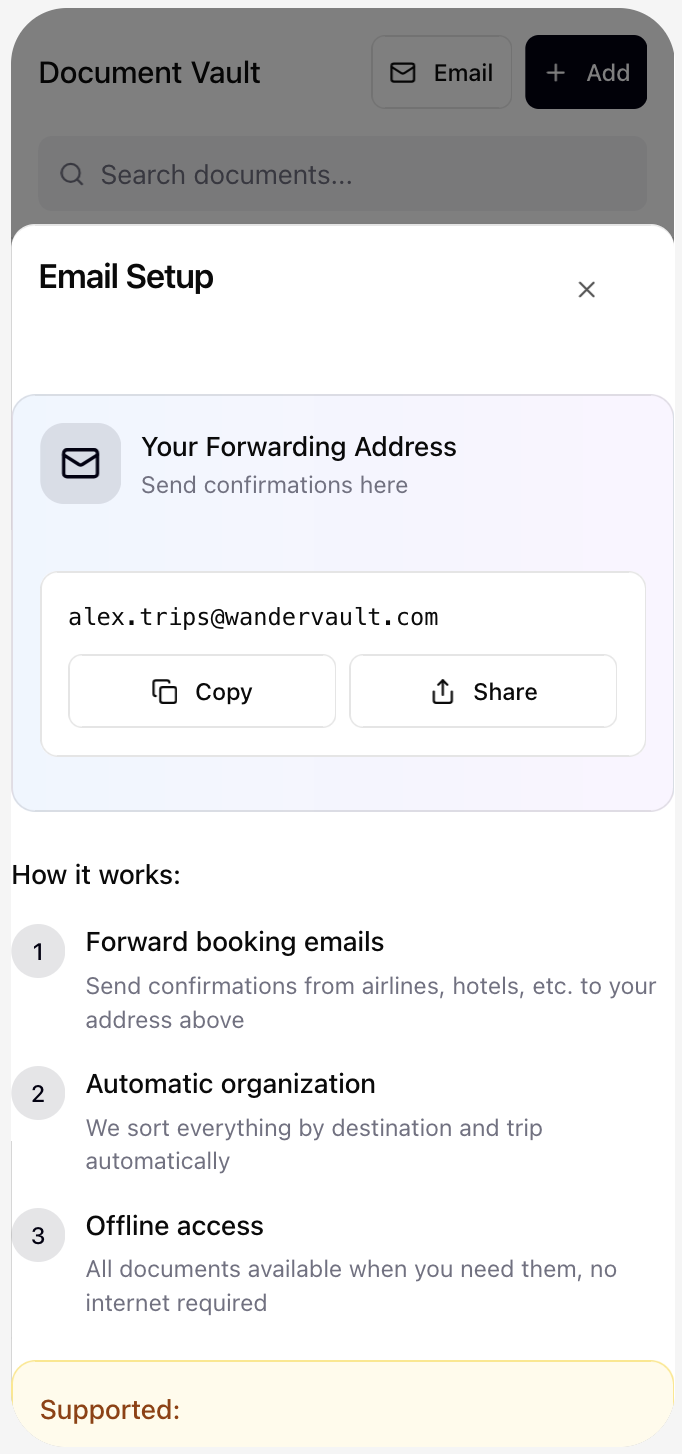 Document Vault
Email
Add
Search documents...
Email Setup
Your Forwarding Address
Send confirmations here
alex.trips@wandervault.com
Copy
Share
How it works:
1
Forward booking emails
Send confirmations from airlines, hotels, etc. to your
address above
2
Automatic organization
We sort everything by destination and trip
automatically
3
Offline access
All documents available when you need them, no
internet required
Supported: